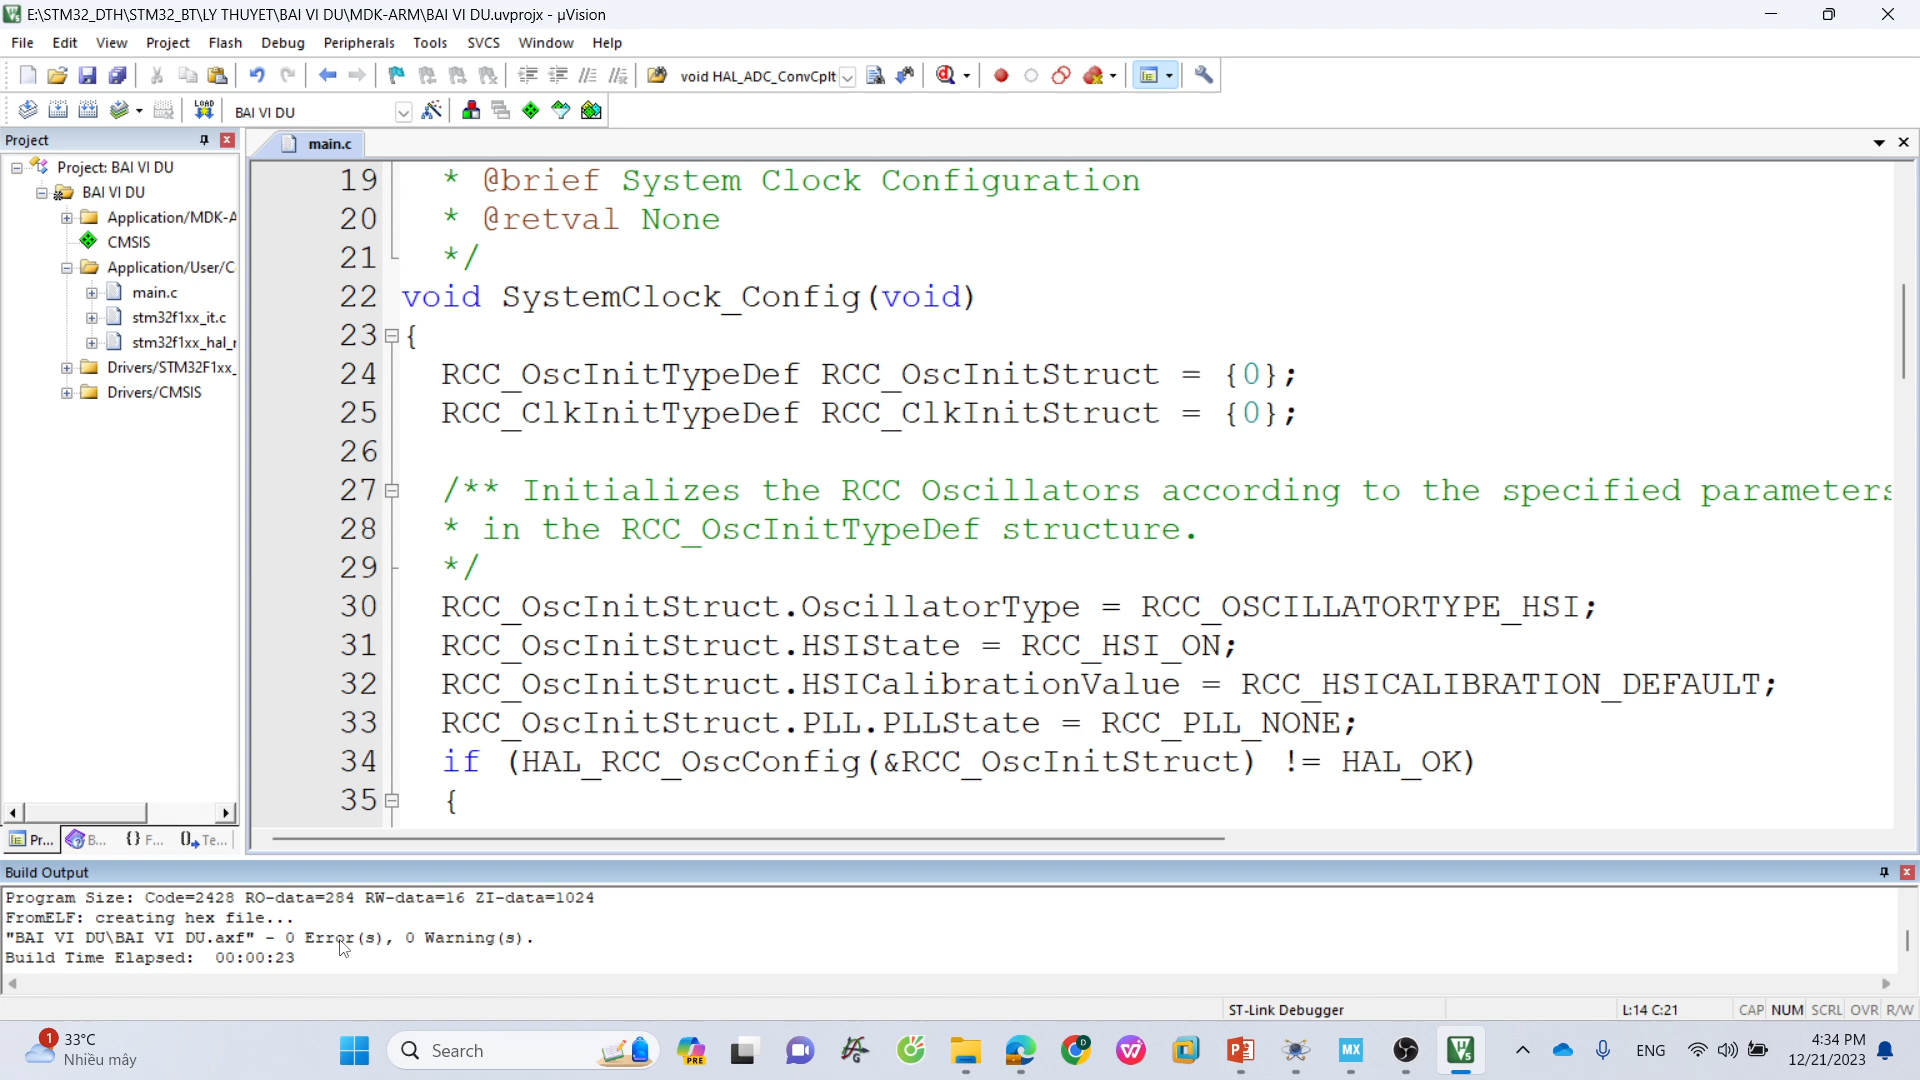 E:\STM32_DTH\STM32_BT\LY THUYET\BAI VI DU\MDK-ARM\BAI VI DU.uvprojx - µVision
File Edit View Project Flash Debug Peripherals Tools SVCS Window Help
void HAL_ADC_ConvCplt
LOAD BAI VI DU
Project
main.c
Project: BAI VI DU
BAI VI DU
Application/MDK-A
CMSIS
Application/User/C
main.c
stm32f1xx_it.c
stm32f1xx_hal_r
Drivers/STM32F1xx_
Drivers/CMSIS
Pr... B... {} F... Te...
19 * @brief System Clock Configuration
20 * @retval None
21 */
22 void SystemClock_Config(void)
23 {
24 RCC_OscInitTypeDef RCC_OscInitStruct = {0};
25 RCC_ClkInitTypeDef RCC_ClkInitStruct = {0};
26
27 /** Initializes the RCC Oscillators according to the specified parameters
28 * in the RCC_OscInitTypeDef structure.
29 */
30 RCC_OscInitStruct.OscillatorType = RCC_OSCILLATORTYPE_HSI;
31 RCC_OscInitStruct.HSIState = RCC_HSI_ON;
32 RCC_OscInitStruct.HSICalibrationValue = RCC_HSICALIBRATION_DEFAULT;
33 RCC_OscInitStruct.PLL.PLLState = RCC_PLL_NONE;
34 if (HAL_RCC_OscConfig(&RCC_OscInitStruct) != HAL_OK)
35 {
Build Output
Program Size: Code=2428 RO-data=284 RW-data=16 ZI-data=1024
FromELF: creating hex file...
"BAI VI DU\BAI VI DU.axf" - 0 Error(s), 0 Warning(s).
Build Time Elapsed: 00:00:23
ST-Link Debugger L:14 C:21 CAP NUM SCRL OVR R/W
1 33°C
Nhiều mây
Search
PRE
MX
ENG
4:34 PM
12/21/2023